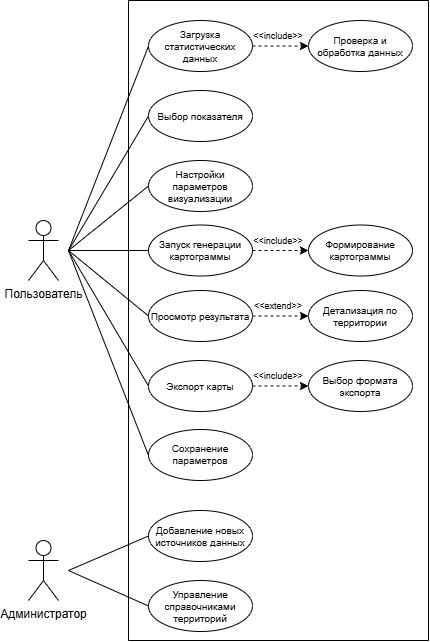 Загрузка
статистических
данных
<<include>>
Проверка и
обработка данных
Выбор показателя
Настройки
параметров
визуализации
Пользователь
Запуск генерации
картограммы
<<include>>
Формирование
картограммы
Просмотр результата
<<extend>>
Детализация по
территории
Экспорт карты
<<include>>
Выбор формата
экспорта
Сохранение
параметров
Добавление новых
источников данных
Администратор
Управление
справочниками
территорий